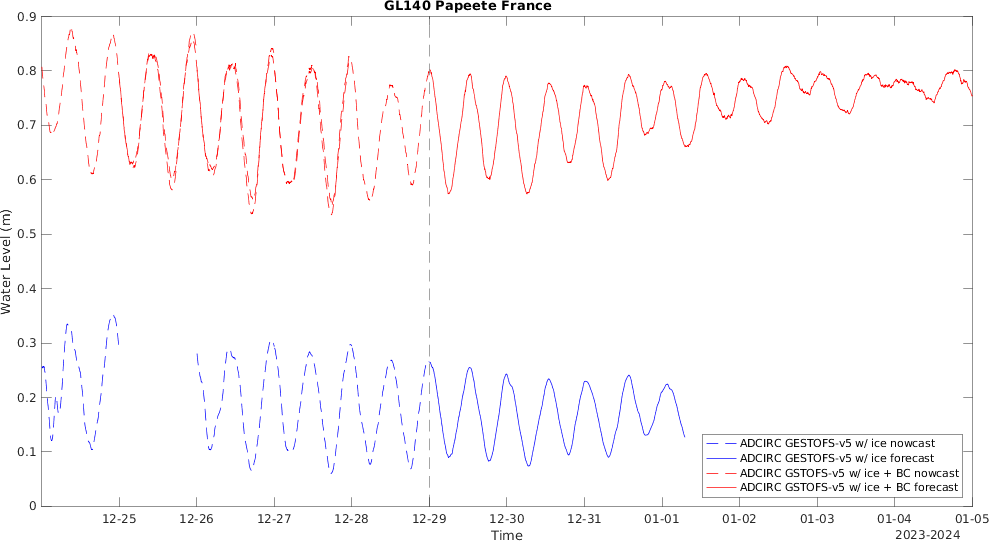 GL140 Papeete France
0.9
0.8
0.7
0.6
0.5
0.4
0.3
0.2
0.1
0
Water Level (m)
12-25 12-26 12-27 12-28 12-29 12-30 12-31 01-01 01-02 01-03 01-04 01-05
Time
2023-2024
ADCIRC GESTOFS-v5 w/ ice nowcast
ADCIRC GESTOFS-v5 w/ ice forecast
ADCIRC GSTOFS-v5 w/ ice + BC nowcast
ADCIRC GSTOFS-v5 w/ ice + BC forecast